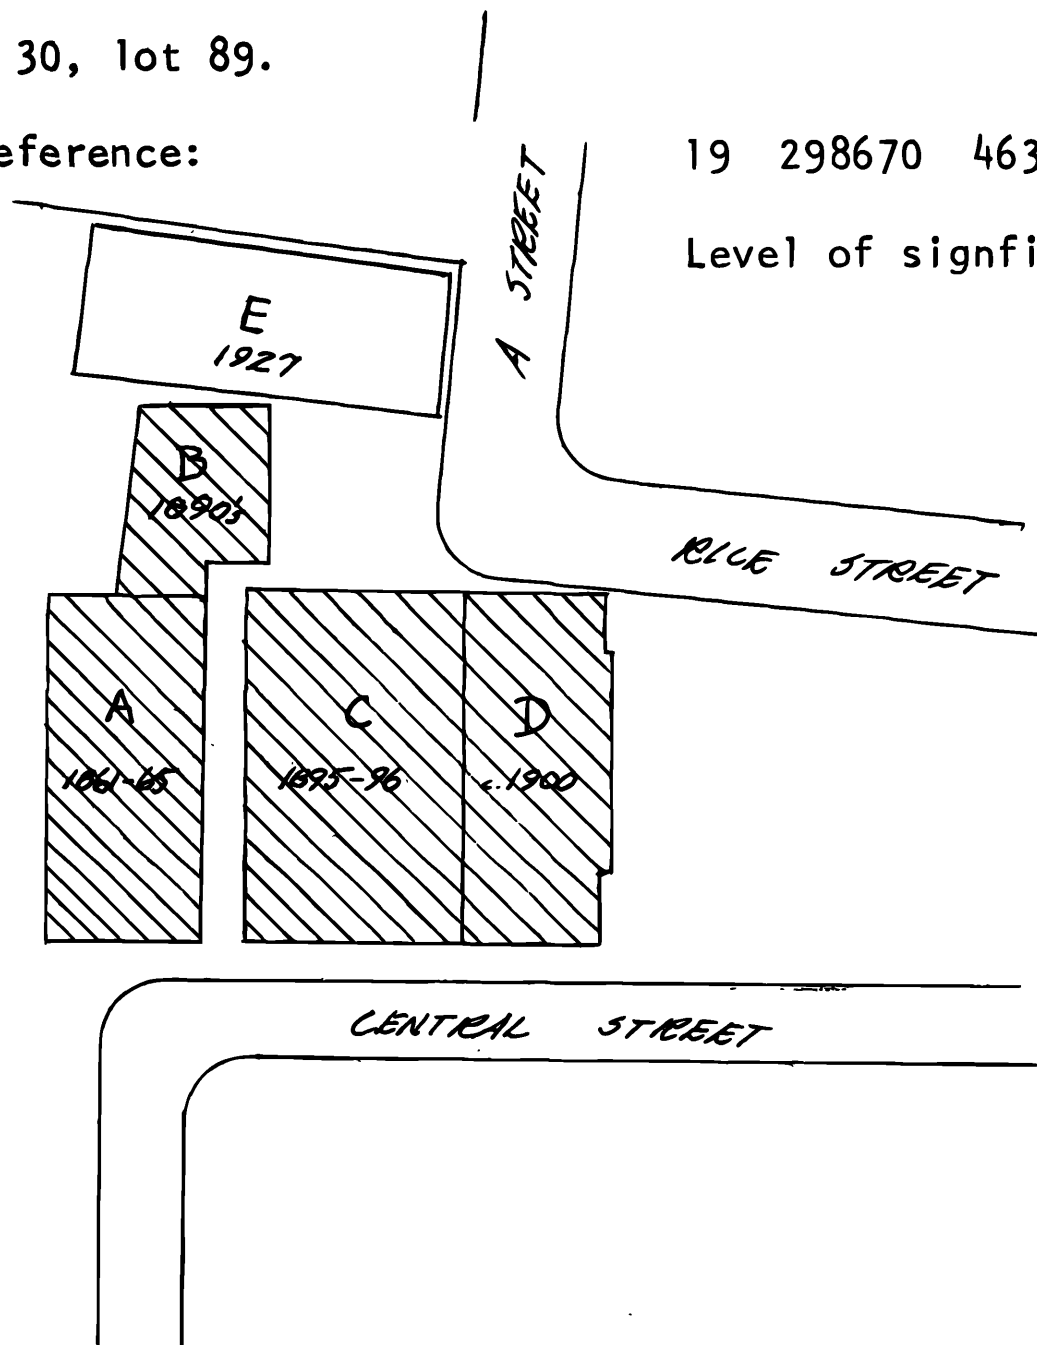 30, lot 89.
eference:
19 298670 463
Level of signfi
A STREET
E
1927
B
1890's
RICE STREET
A
1861-65
C
1895-96
D
c.1900
CENTRAL STREET